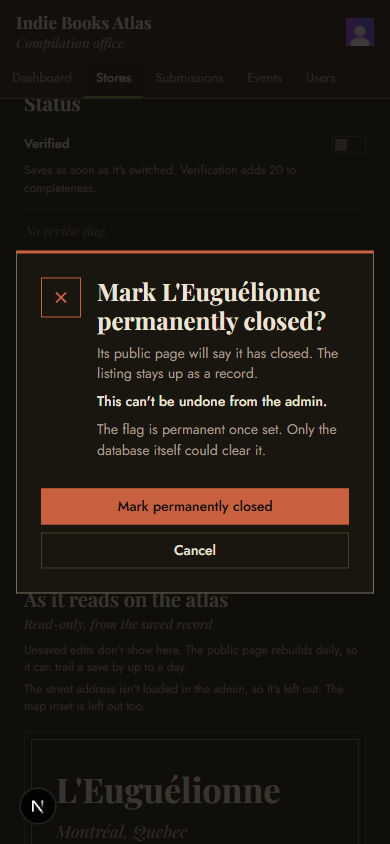 Indie Books Atlas
Compilation office
Dashboard Stores Submissions Events Users
Status
Verified
Saves as soon as it's switched. Verification adds 20 to
completeness.
No review flag.
Mark L'Euguélionne
permanently closed?
Its public page will say it has closed. The
listing stays up as a record.
This can't be undone from the admin.
The flag is permanent once set. Only the
database itself could clear it.
Mark permanently closed
Cancel
As it reads on the atlas
Read-only, from the saved record
Unsaved edits don't show here. The public page rebuilds daily, so
it can trail a save by up to a day.
The street address isn't loaded in the admin, so it's left out. The
map inset is left out too.
L'Euguélionne
N
Montréal, Quebec